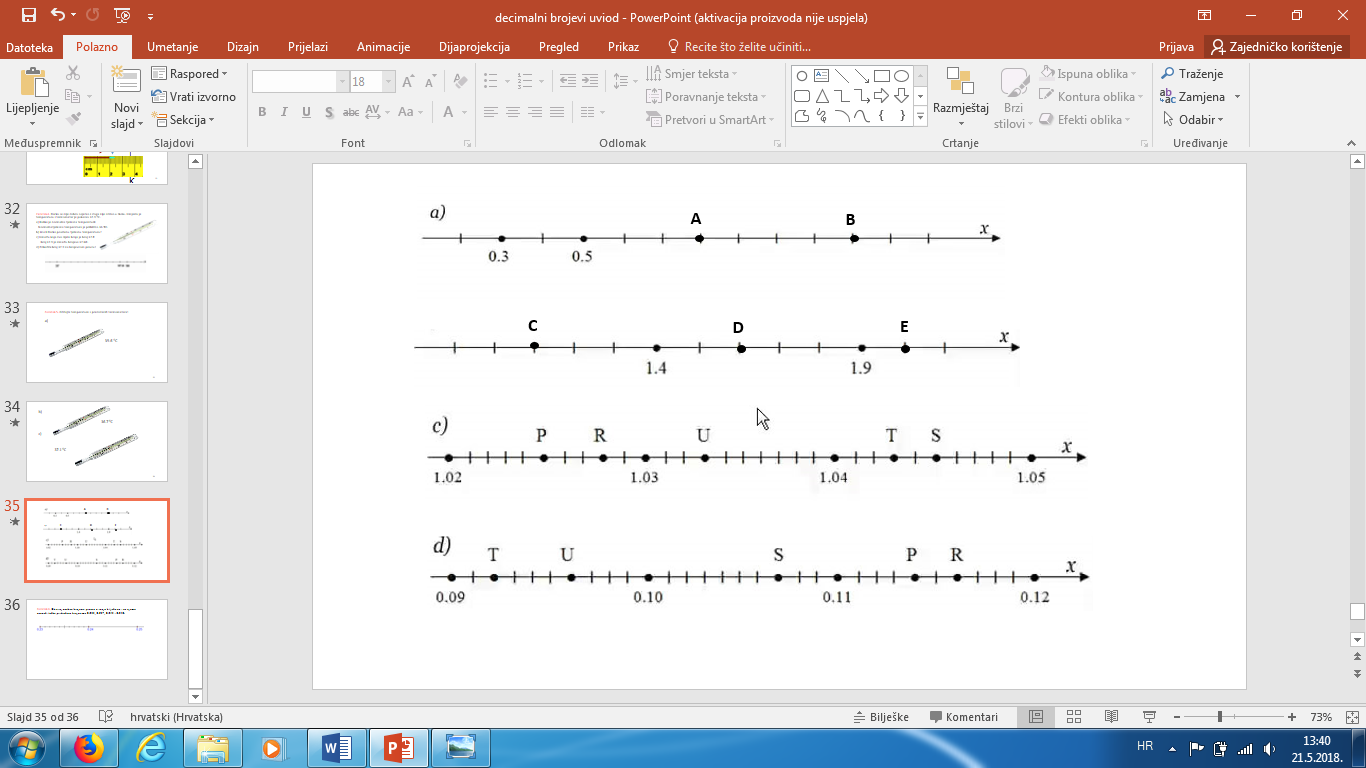 decimalni brojevi uviod - PowerPoint (aktivacija proizvoda nije uspjela)
Datoteka Polazno Umetanje Dizajn Prijelazi Animacije Dijaprojekcija Pregled Prikaz Recite što želite učiniti... Prijava Zajedničko korištenje
Lijepljenje
Međuspremnik
Novi
slajd
Raspored
Vrati izvorno
Sekcija
Slajdovi
18
B I U S abc AV Aa A
Font
Smjer teksta
Poravnanje teksta
Pretvori u SmartArt
Odlomak
Razmještaj
Brzi
stilovi
Ispuna oblika
Kontura oblika
Efekti oblika
Crtanje
Traženje
Zamjena
Odabir
Uređivanje
32
33
34
35
36
a) A B x
0.3 0.5
C D E x
1.4 1.9
c) P R U T S x
1.02 1.03 1.04 1.05
d) T U S P R x
0.09 0.10 0.11 0.12
Slajd 35 od 36 hrvatski (Hrvatska) Bilješke Komentari 73%
HR 13:40
21.5.2018.